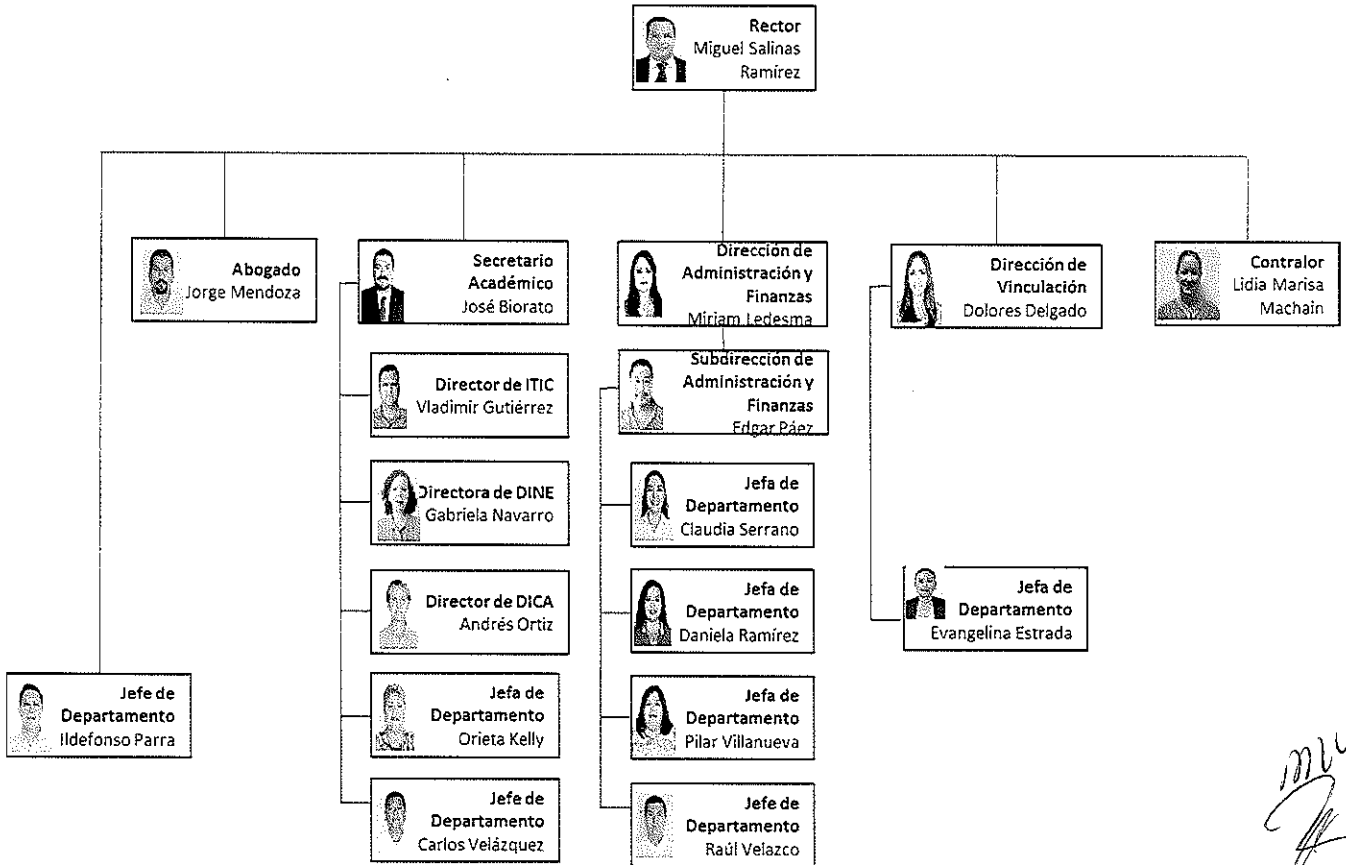 Rector
Miguel Salinas
Ramírez
Abogado
Jorge Mendoza
Secretario
Académico
José Biorato
Dirección de
Administración y
Finanzas
Miriam Ledesma
Dirección de
Vinculación
Dolores Delgado
Contralor
Lidia Marisa
Machain
Director de ITIC
Vladimir Gutiérrez
Subdirección de
Administración y
Finanzas
Edgar Páez
Directora de DINE
Gabriela Navarro
Jefa de
Departamento
Claudia Serrano
Director de DICA
Andrés Ortiz
Jefa de
Departamento
Daniela Ramírez
Jefa de
Departamento
Evangelina Estrada
Jefe de
Departamento
Ildefonso Parra
Jefa de
Departamento
Orieta Kelly
Jefa de
Departamento
Pilar Villanueva
Jefe de
Departamento
Carlos Velázquez
Jefe de
Departamento
Raúl Velazco